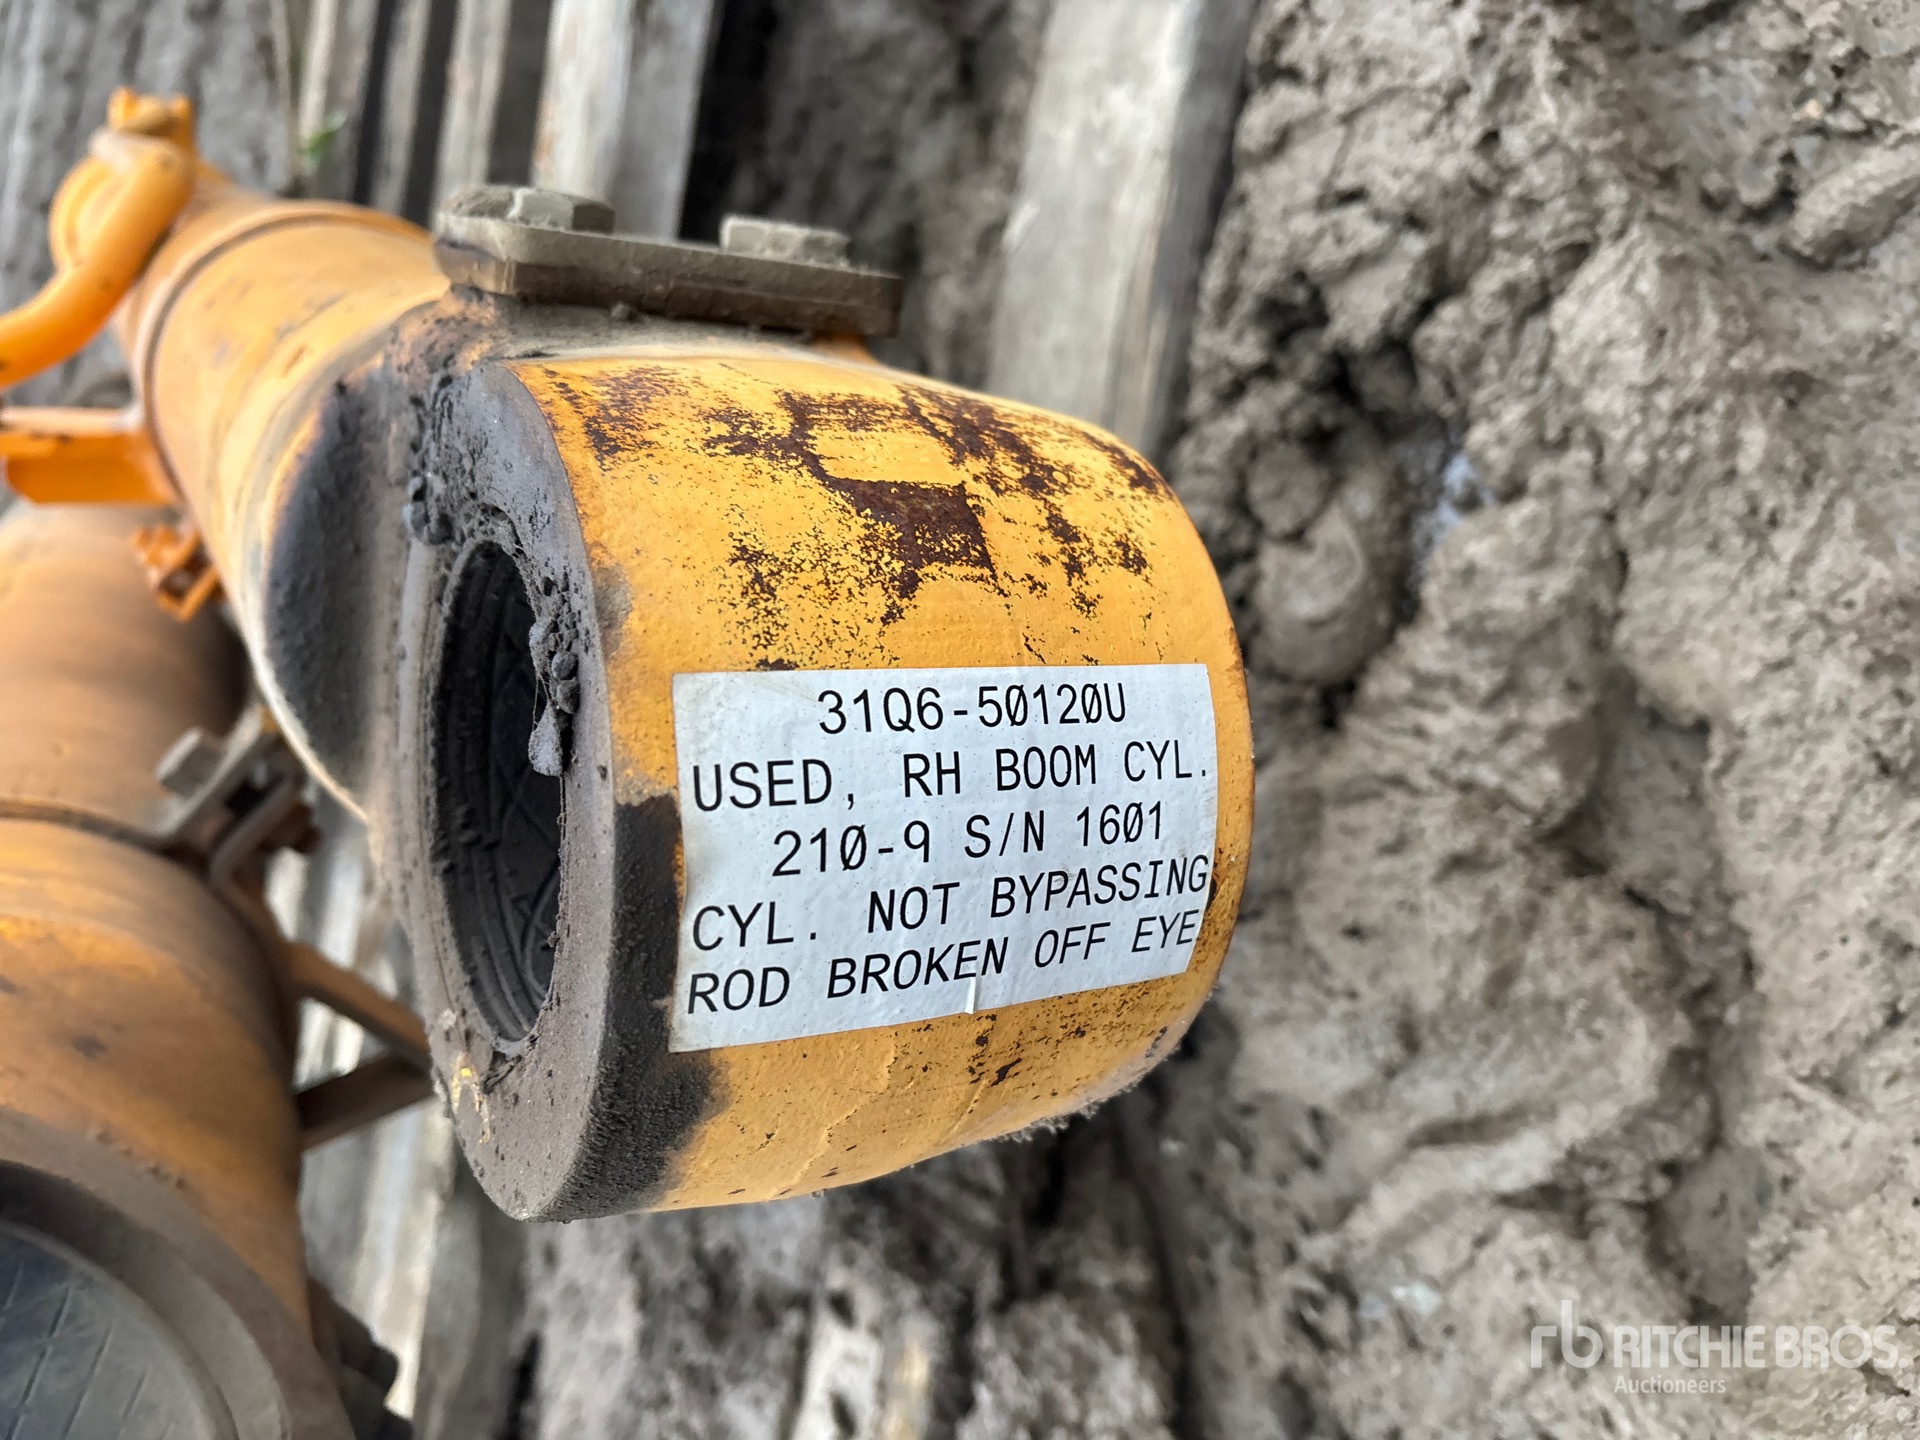 31Q6-50120U
USED, RH BOOM CYL.
210-9 S/N 1601
CYL. NOT BYPASSING
ROD BROKEN OFF EYE
rb RITCHIE BROS.
Auctioneers